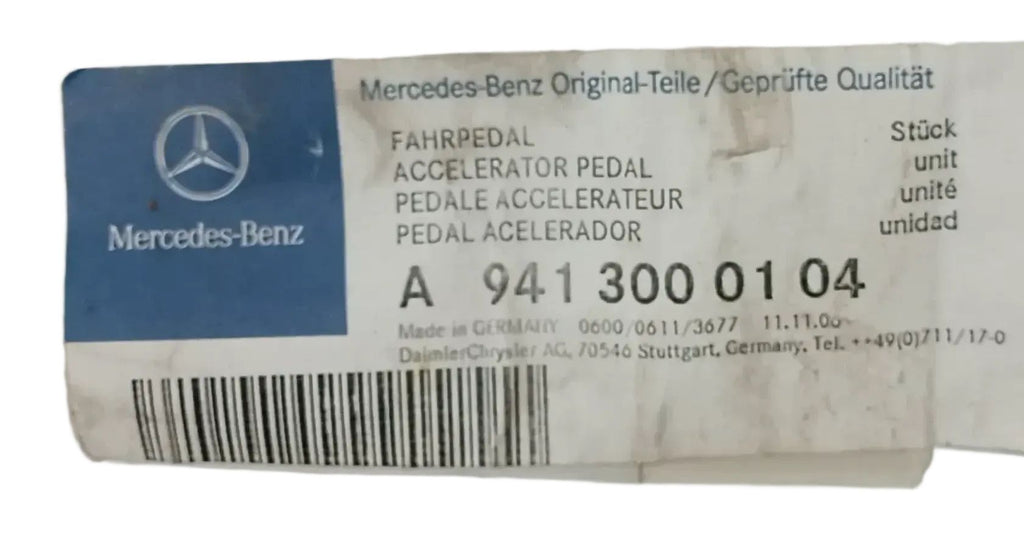 Mercedes-Benz Original-Teile/Geprüfte Qualität
Mercedes-Benz
FAHRPEDAL Stück
ACCELERATOR PEDAL unit
PEDALE ACCELERATEUR unité
PEDAL ACELERADOR unidad
A 941 300 01 04
Made in GERMANY 0600/0611/3677
DaimlerChrysler AG, 70546 Stuttgart, Germany, Tel. ++49(0)711/17-0